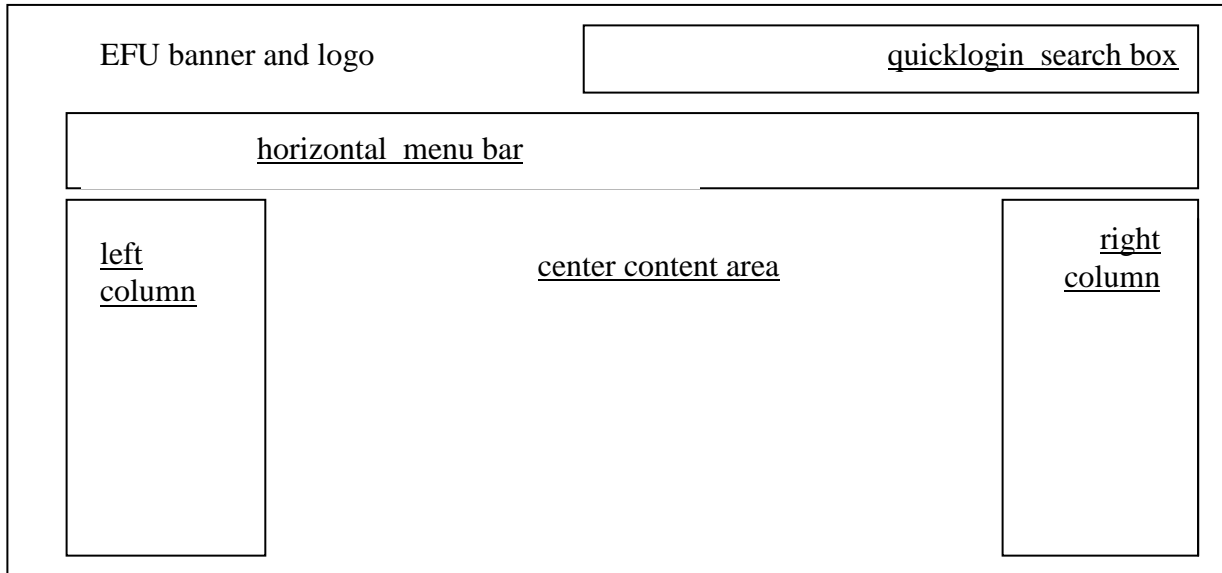 EFU banner and logo
quicklogin  search box
horizontal  menu bar
left
column
center content area
right
column